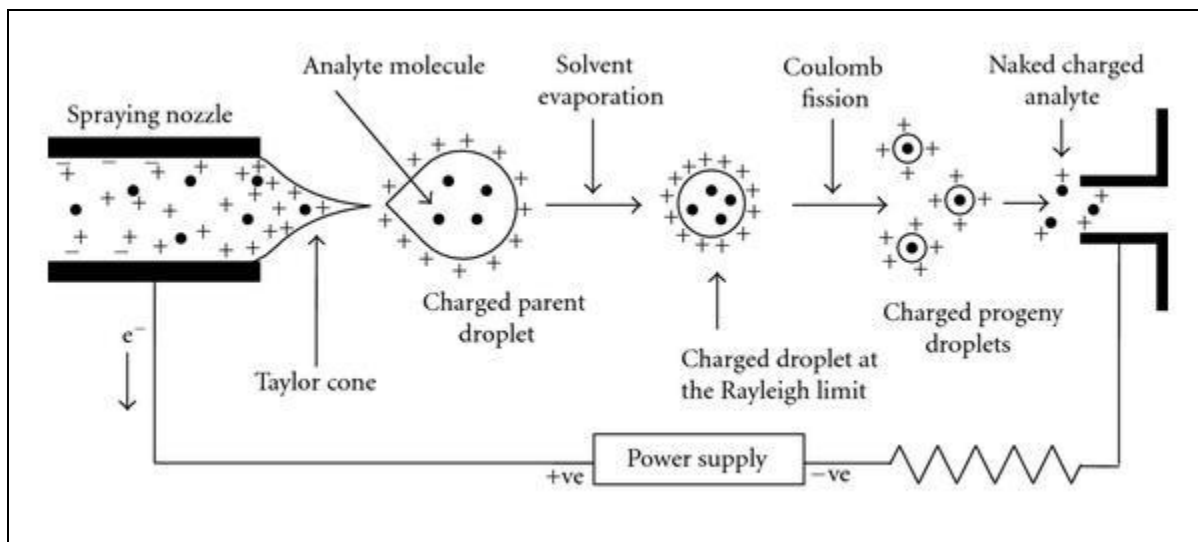 Analyte molecule
Solvent
evaporation
Coulomb
fission
Naked charged
analyte
Spraying nozzle
Charged parent
droplet
Charged progeny
droplets
e⁻
Taylor cone
Charged droplet at
the Rayleigh limit
+ve
Power supply
−ve